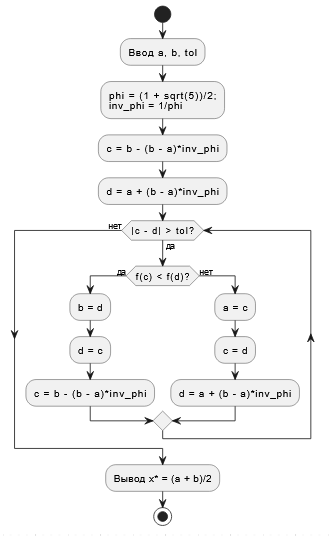 Ввод a, b, tol
phi = (1 + sqrt(5))/2;
inv_phi = 1/phi
c = b - (b - a)*inv_phi
d = a + (b - a)*inv_phi
нет
|c - d| > tol?
да
да
f(c) < f(d)?
нет
b = d
a = c
d = c
c = d
c = b - (b - a)*inv_phi
d = a + (b - a)*inv_phi
Вывод x* = (a + b)/2